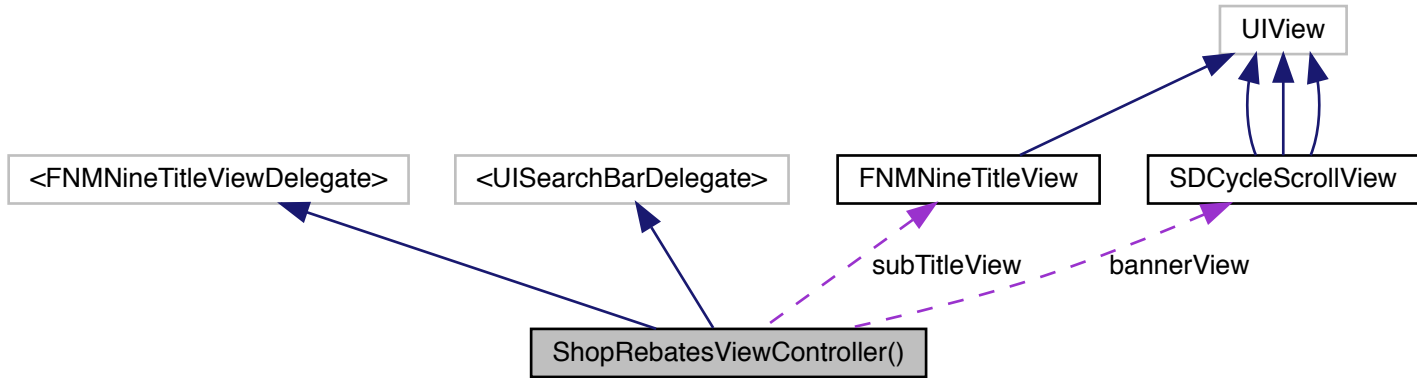 UIView
<FNMNineTitleViewDelegate>
<UISearchBarDelegate>
FNMNineTitleView
SDCycleScrollView
subTitleView
bannerView
ShopRebatesViewController()